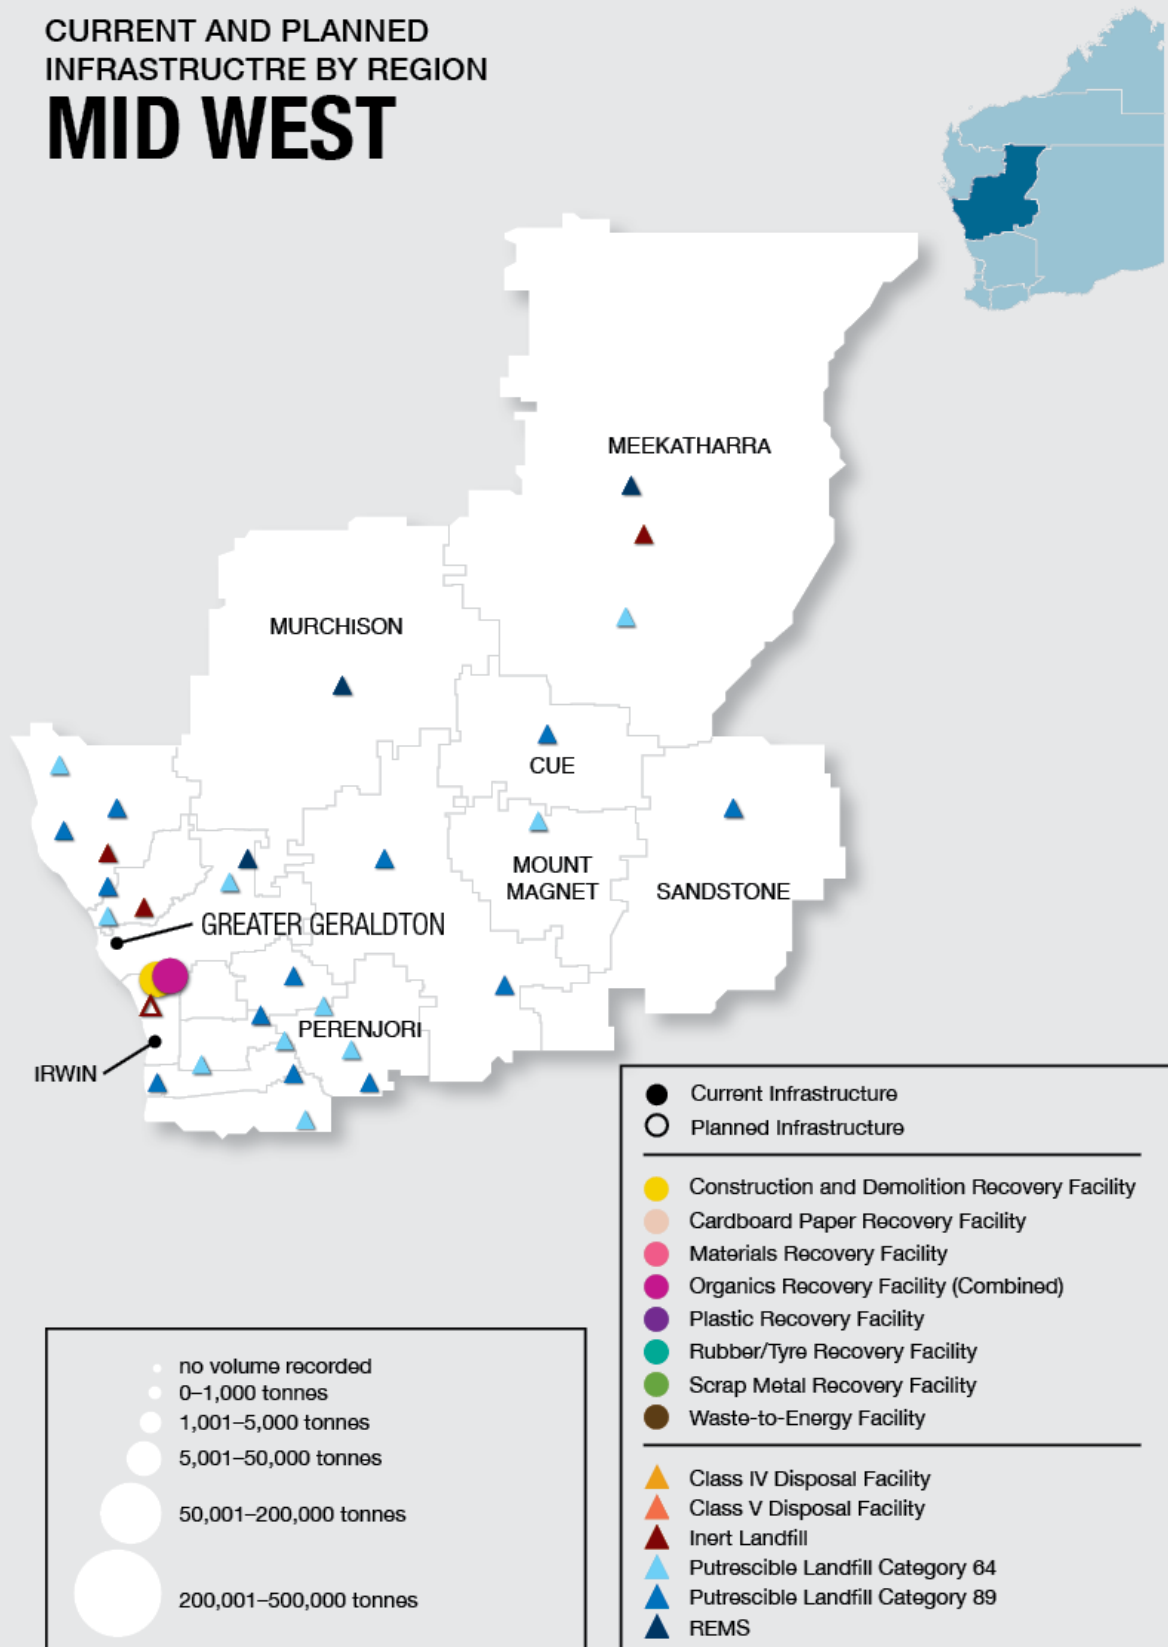 CURRENT AND PLANNED
INFRASTRUCTRE BY REGION
MID WEST
MEEKATHARRA
MURCHISON
CUE
MOUNT
MAGNET
SANDSTONE
GREATER GERALDTON
PERENJORI
IRWIN
Current Infrastructure
Planned Infrastructure
Construction and Demolition Recovery Facility
Cardboard Paper Recovery Facility
Materials Recovery Facility
Organics Recovery Facility (Combined)
Plastic Recovery Facility
Rubber/Tyre Recovery Facility
Scrap Metal Recovery Facility
Waste-to-Energy Facility
Class IV Disposal Facility
Class V Disposal Facility
Inert Landfill
Putrescible Landfill Category 64
Putrescible Landfill Category 89
REMS
no volume recorded
0–1,000 tonnes
1,001–5,000 tonnes
5,001–50,000 tonnes
50,001–200,000 tonnes
200,001–500,000 tonnes